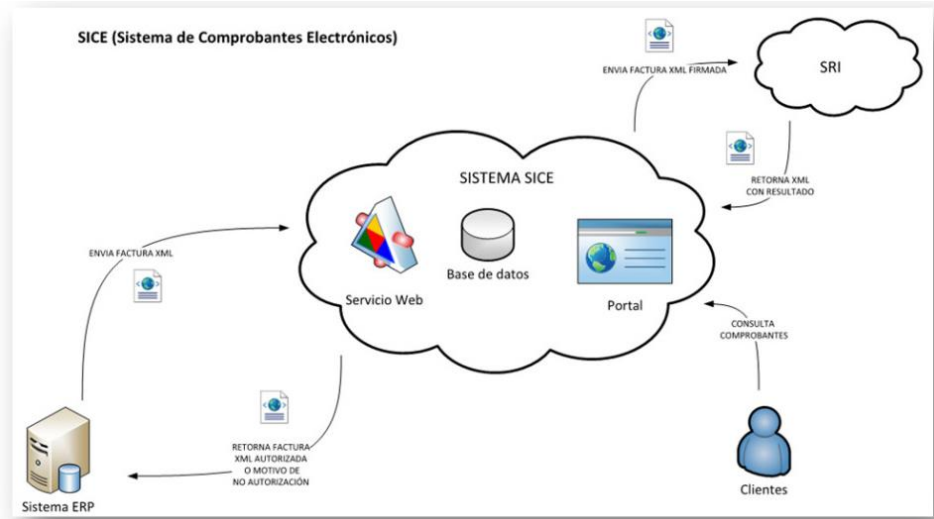 SICE (Sistema de Comprobantes Electrónicos)
ENVIA FACTURA XML FIRMADA
SRI
RETORNA XML
CON RESULTADO
SISTEMA SICE
Servicio Web
Base de datos
Portal
ENVIA FACTURA XML
CONSULTA
COMPROBANTES
RETORNA FACTURA
XML AUTORIZADA
O MOTIVO DE
NO AUTORIZACIÓN
Sistema ERP
Clientes